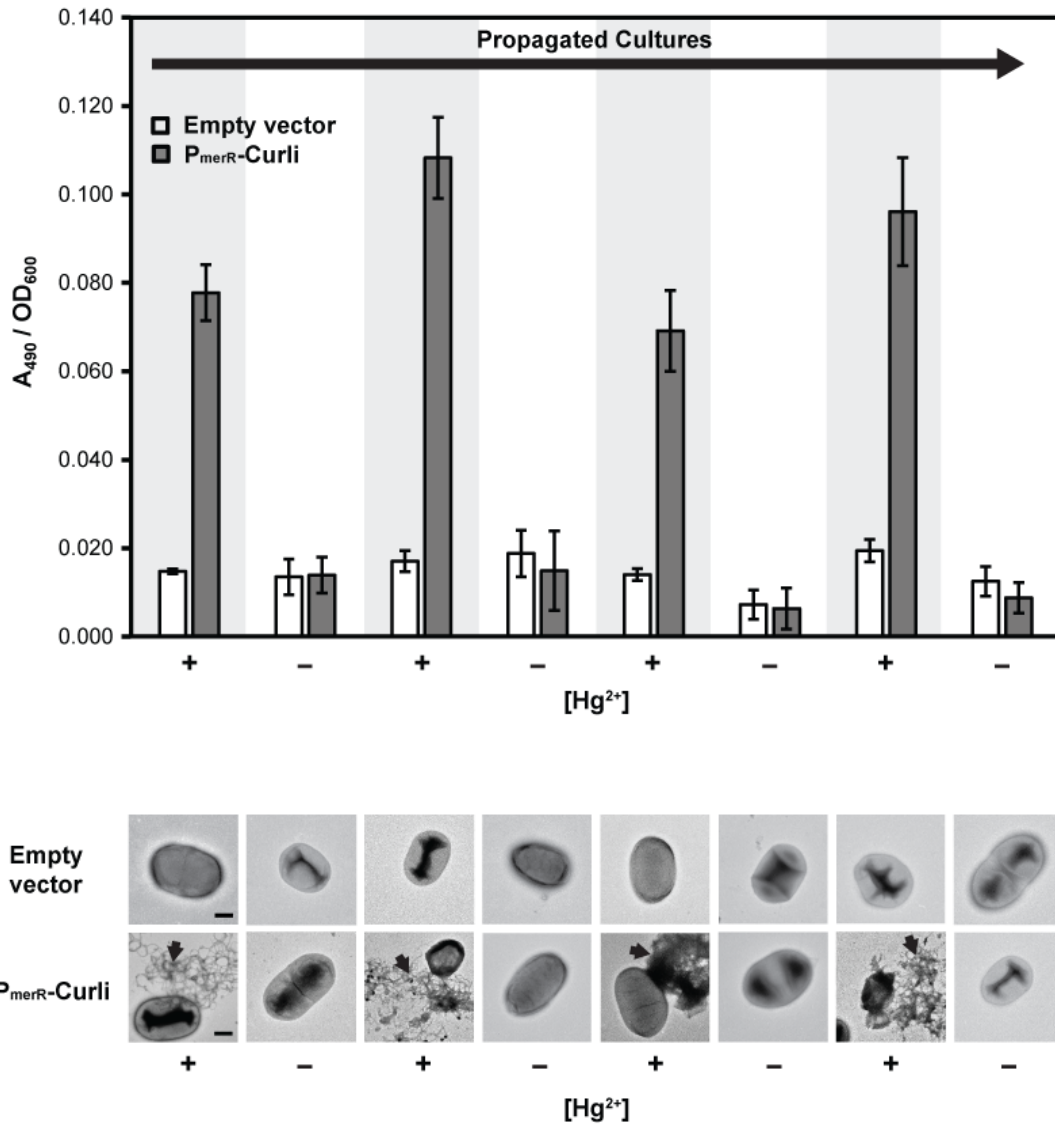 0.140
0.120
0.100
0.080
0.060
0.040
0.020
0.000
A490 / OD600
Propagated Cultures
Empty vector
PmerR-Curli
+ – + – + – + –
[Hg2+]
Empty
vector
PmerR-Curli
+ – + – + – + –
[Hg2+]